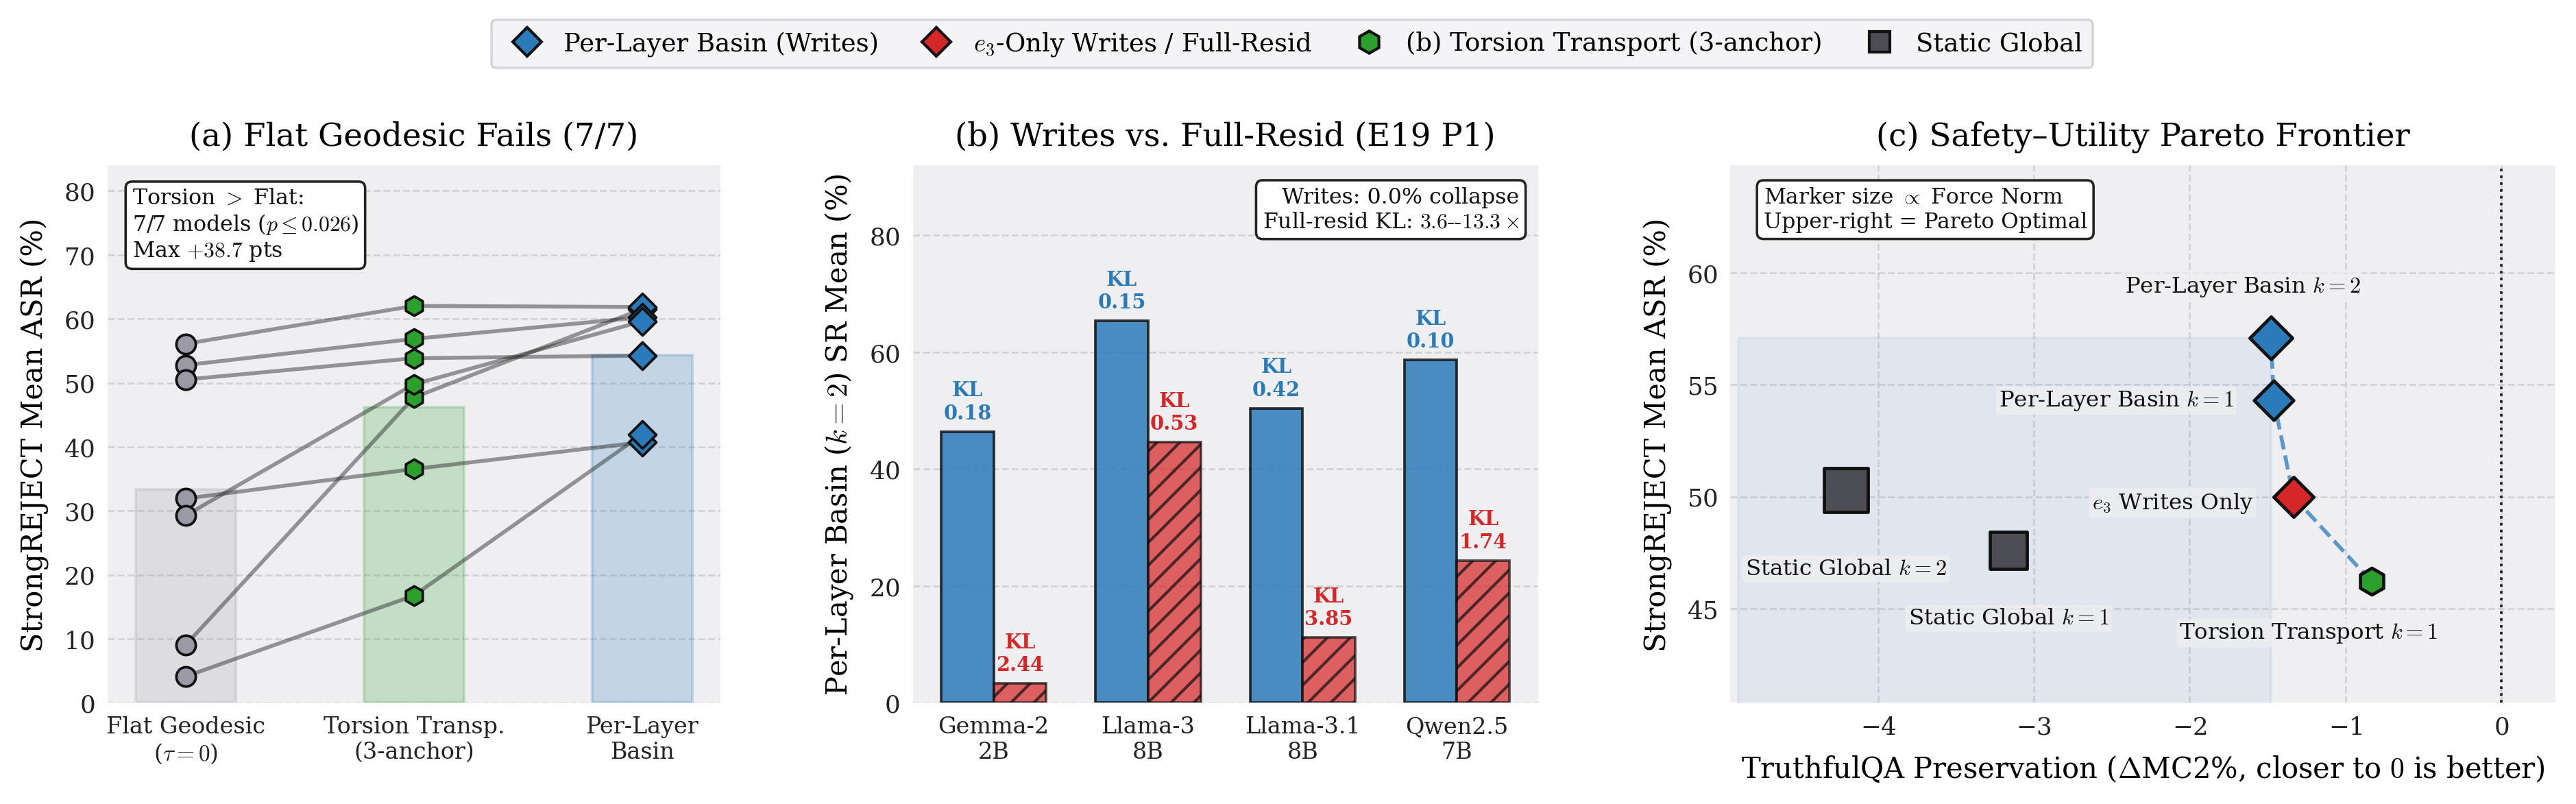 Per-Layer Basin (Writes)
e₃-Only Writes / Full-Resid
(b) Torsion Transport (3-anchor)
Static Global
(a) Flat Geodesic Fails (7/7)
StrongREJECT Mean ASR (%)
80
70
60
50
40
30
20
10
0
Torsion > Flat:
7/7 models (p ≤ 0.026)
Max +38.7 pts
Flat Geodesic
(τ = 0)
Torsion Transp.
(3-anchor)
Per-Layer
Basin
(b) Writes vs. Full-Resid (E19 P1)
Per-Layer Basin (k = 2) SR Mean (%)
80
60
40
20
0
Writes: 0.0% collapse
Full-resid KL: 3.6--13.3 ×
KL
0.18
KL
2.44
KL
0.15
KL
0.53
KL
0.42
KL
3.85
KL
0.10
KL
1.74
Gemma-2
2B
Llama-3
8B
Llama-3.1
8B
Qwen2.5
7B
(c) Safety–Utility Pareto Frontier
StrongREJECT Mean ASR (%)
60
55
50
45
Marker size ∝ Force Norm
Upper-right = Pareto Optimal
Per-Layer Basin k = 2
Per-Layer Basin k = 1
e₃ Writes Only
Static Global k = 2
Static Global k = 1
Torsion Transport k = 1
−4
−3
−2
−1
0
TruthfulQA Preservation (ΔMC2%, closer to 0 is better)